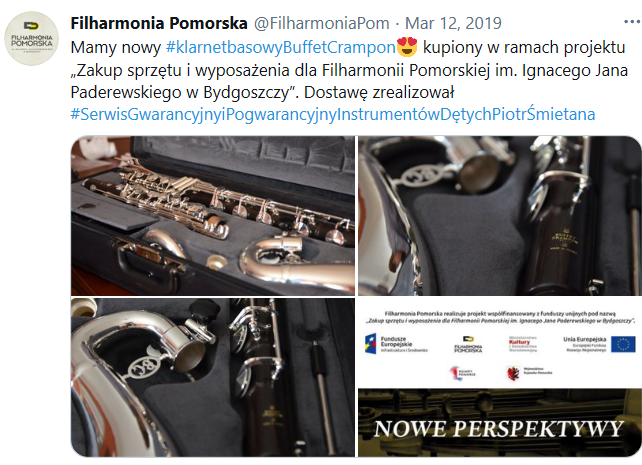 FILHARMONIA
POMORSKA
Filharmonia Pomorska @FilharmoniaPom · Mar 12, 2019
Mamy nowy #klarnetbasowyBuffetCrampon😍 kupiony w ramach projektu
„Zakup sprzętu i wyposażenia dla Filharmonii Pomorskiej im. Ignacego Jana
Paderewskiego w Bydgoszczy”. Dostawę zrealizował
#SerwisGwarancyjnyiPogwarancyjnyInstrumentówDętychPiotrŚmietana
BUFFET
CRAMPON
Filharmonia Pomorska realizuje projekt współfinansowany z funduszy unijnych pod nazwą
„Zakup sprzętu i wyposażenia dla Filharmonii Pomorskiej im. Ignacego Jana Paderewskiego w Bydgoszczy”.
Fundusze
Europejskie
Infrastruktura i Środowisko
FILHARMONIA
POMORSKA
Ministerstwo
Kultury
i Dziedzictwa
Narodowego
Unia Europejska
Europejski Fundusz
Rozwoju Regionalnego
Województwo
Kujawsko-Pomorskie
NOWE PERSPEKTYWY